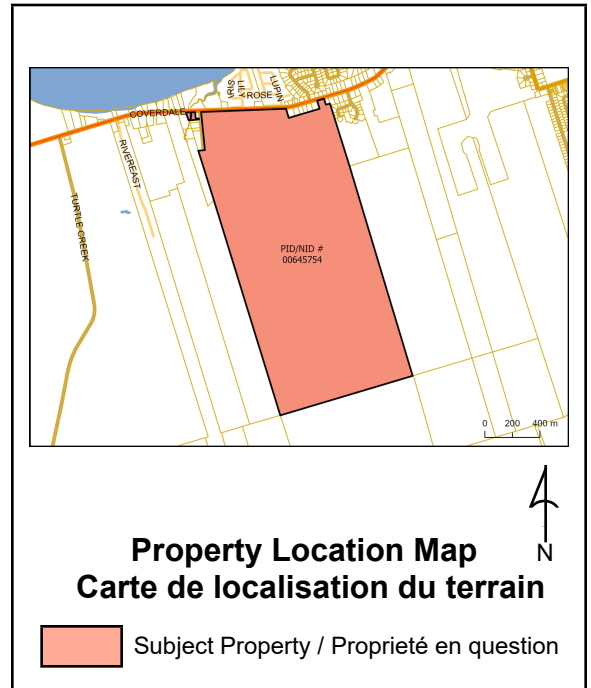 IRIS
LILY
LUPIN
ROSE
COVERDALE
RIVEREAST
TURTLE CREEK
PID/NID #
00645754
0 200 400 m
N
Property Location Map
Carte de localisation du terrain
Subject Property / Proprieté en question